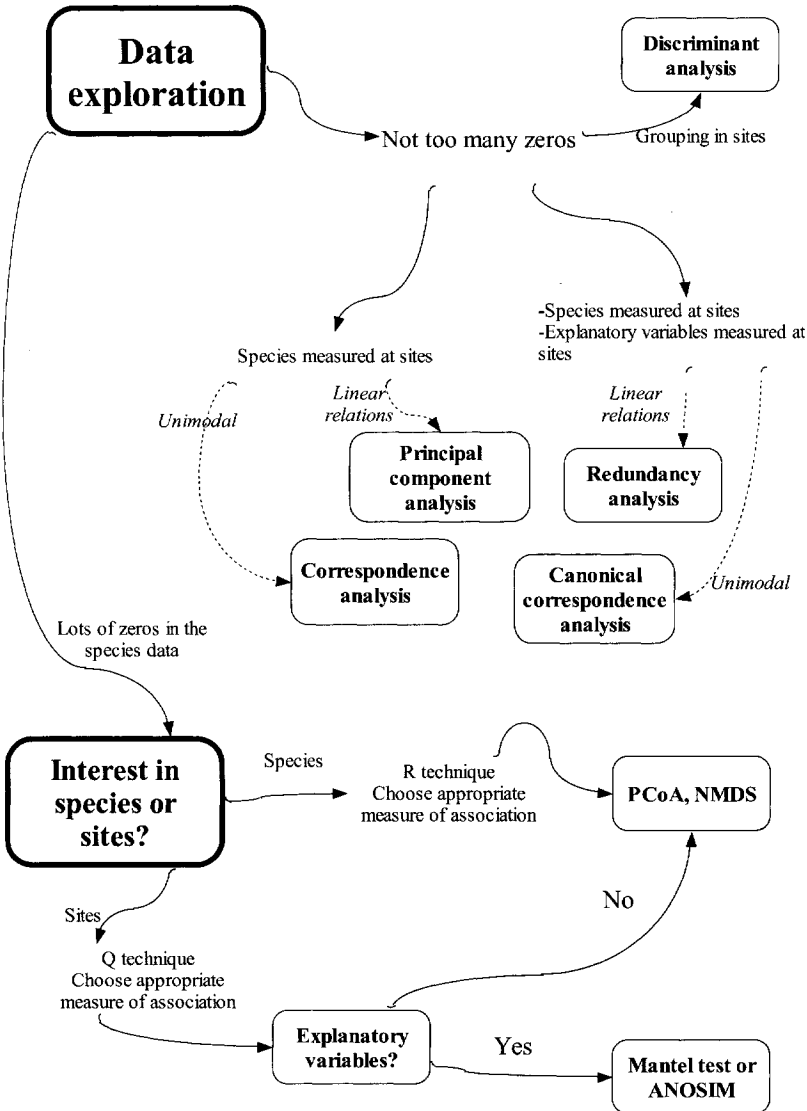 Data
exploration
Discriminant
analysis
Not too many zeros
Grouping in sites
-Species measured at sites
-Explanatory variables measured at
sites
Species measured at sites
Unimodal
Linear
relations
Linear
relations
Principal
component
analysis
Redundancy
analysis
Correspondence
analysis
Canonical
correspondence
analysis
Unimodal
Lots of zeros in the
species data
Interest in
species or
sites?
Species
R technique
Choose appropriate
measure of association
PCoA, NMDS
No
Sites
Q technique
Choose appropriate
measure of association
Explanatory
variables?
Yes
Mantel test or
ANOSIM